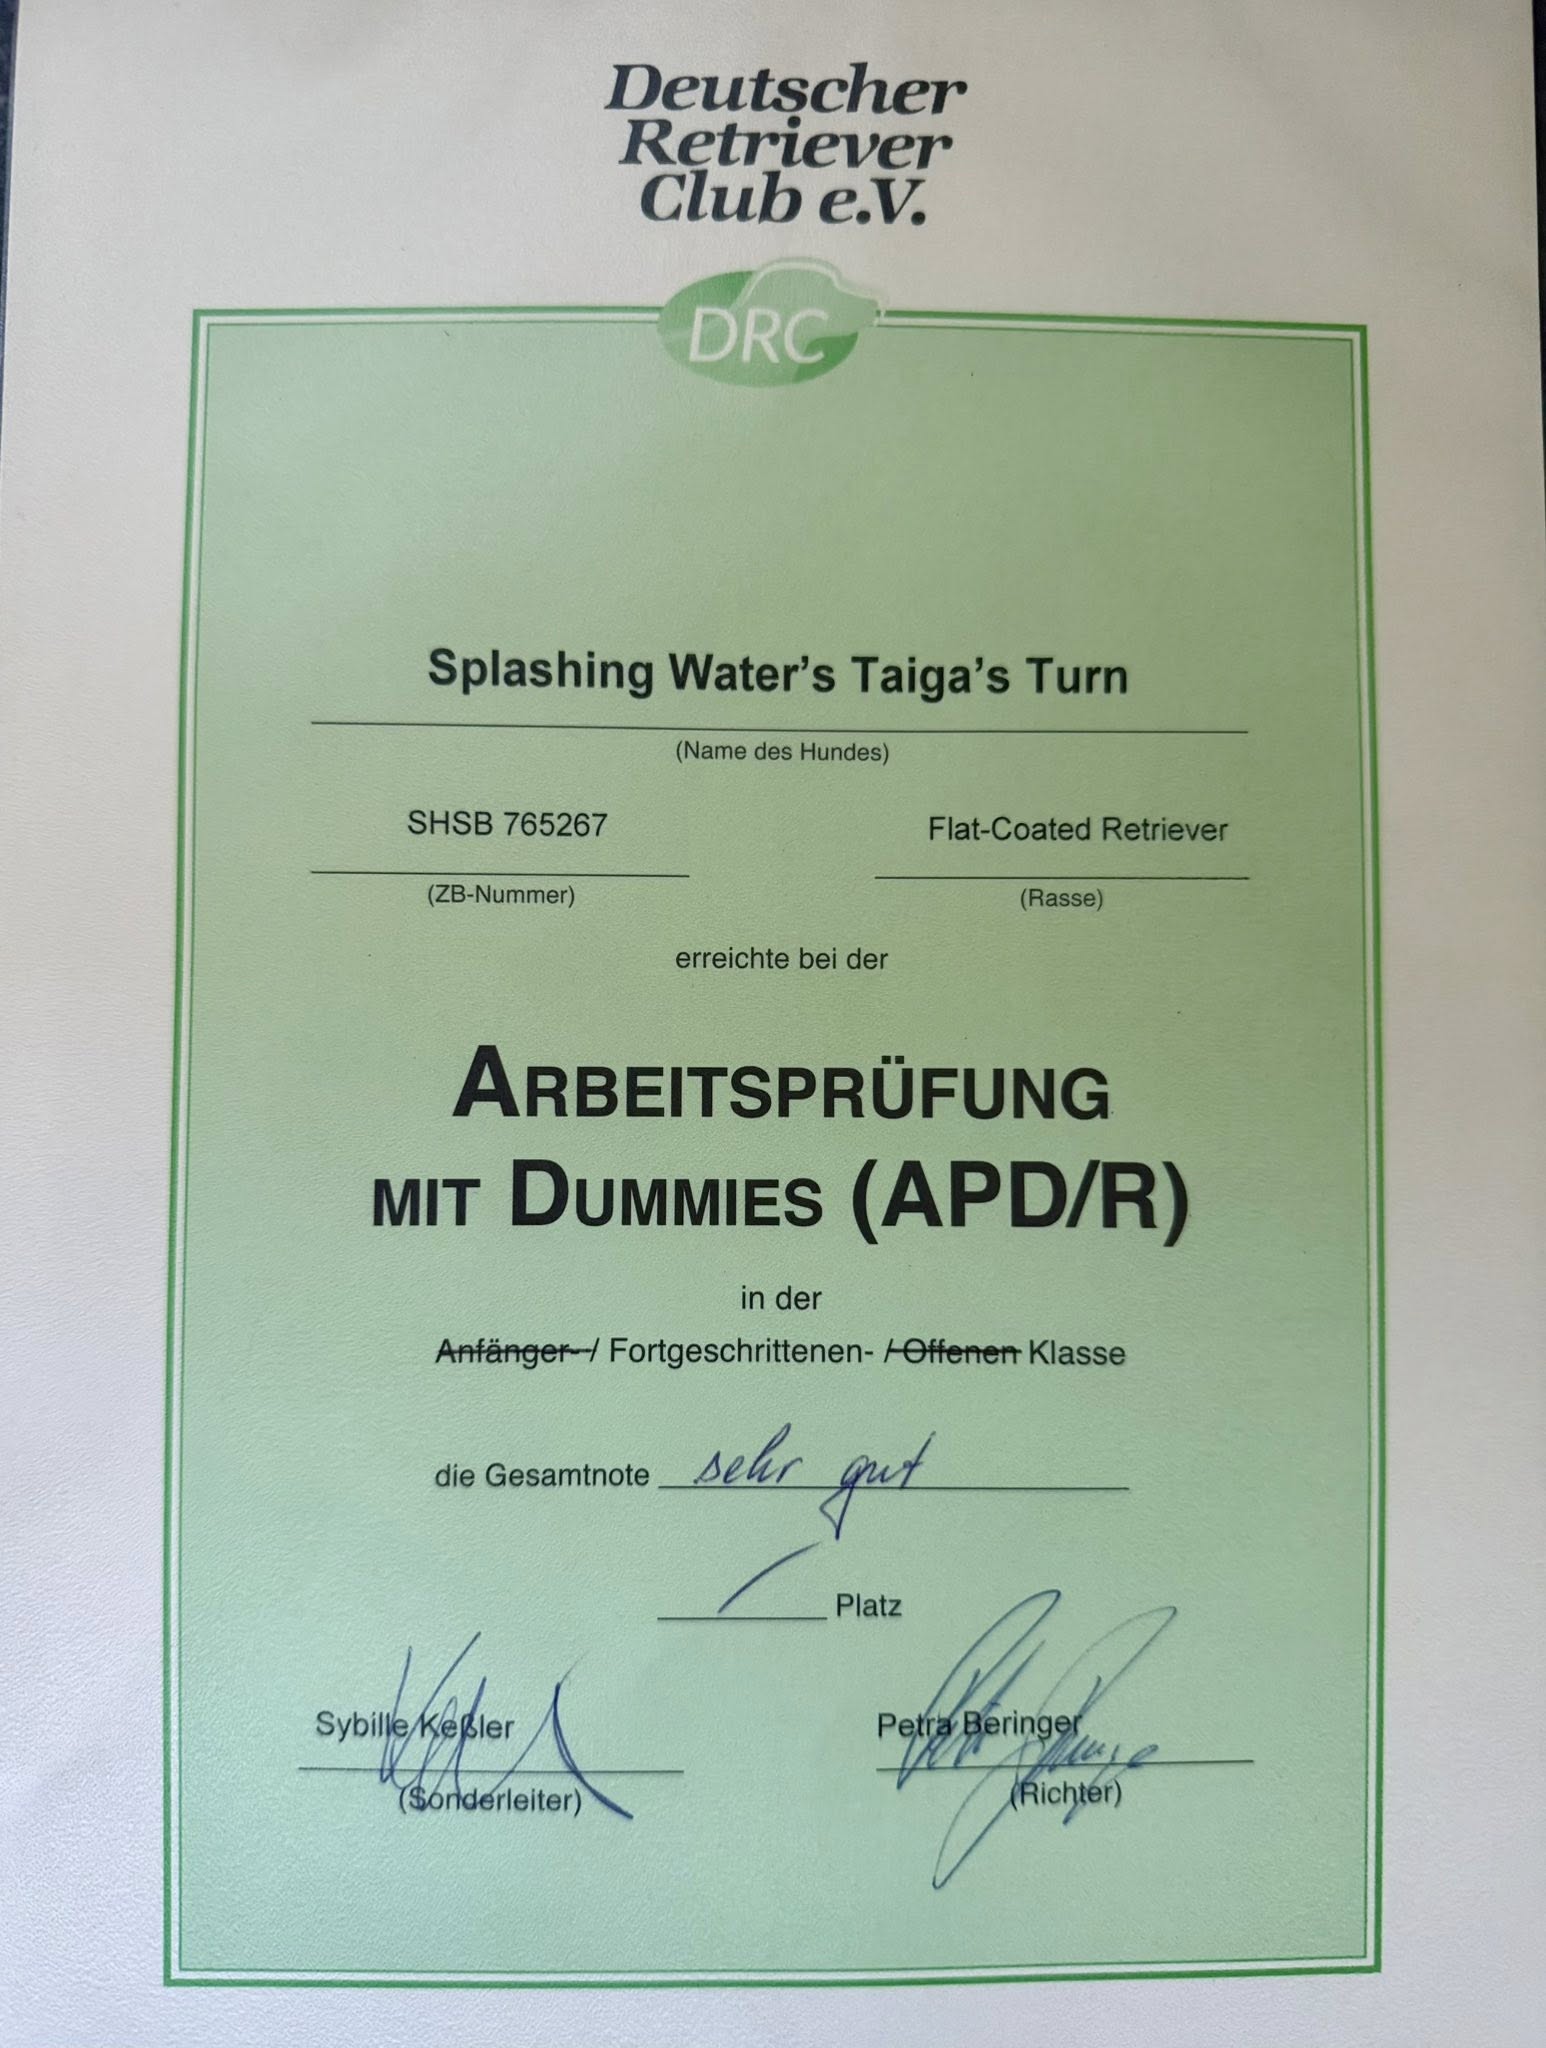 Deutscher
Retriever
Club e.V.
DRC
Splashing Water's Taiga's Turn
(Name des Hundes)
SHSB 765267 Flat-Coated Retriever
(ZB-Nummer) (Rasse)
erreichte bei der
ARBEITSPRÜFUNG
MIT DUMMIES (APD/R)
in der
Anfänger- / Fortgeschrittenen- / Offenen Klasse
die Gesamtnote sehr gut
Platz
Sybille Keßler Petra Beringer
(Sonderleiter) (Richter)